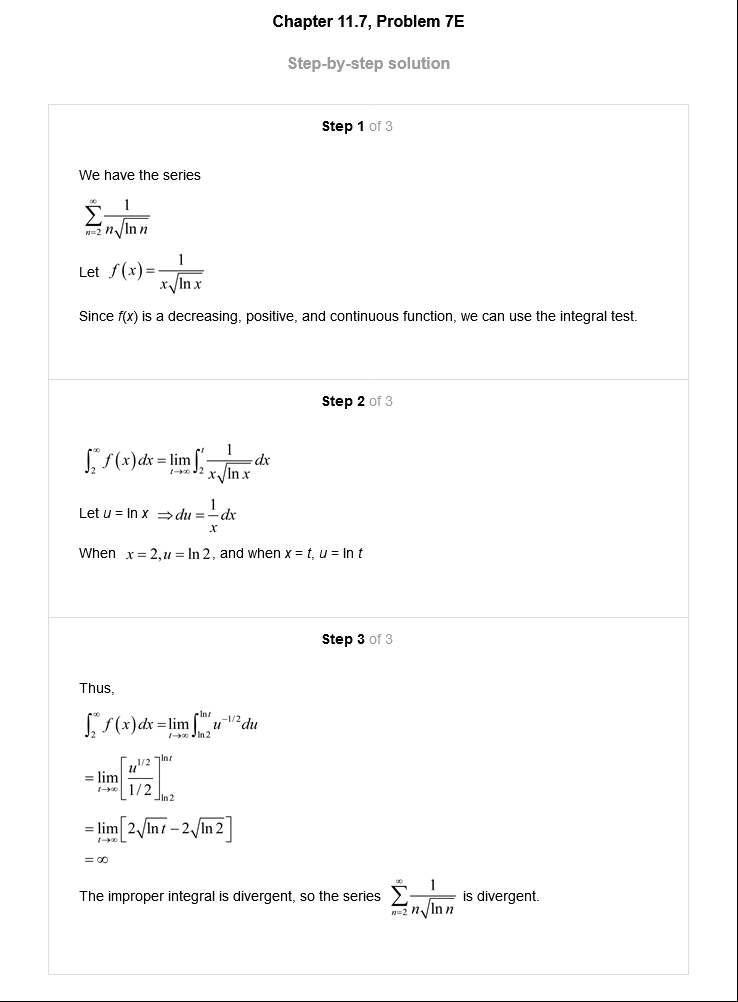 Chapter 11.7, Problem 7E
Step-by-step solution
Step 1 of 3
We have the series
$\sum_{n=2}^{\infty} \frac{1}{n\sqrt{\ln n}}$
Let $f(x) = \frac{1}{x\sqrt{\ln x}}$
Since f(x) is a decreasing, positive, and continuous function, we can use the integral test.
Step 2 of 3
$\int_{2}^{\infty} f(x)dx = \lim_{t \to \infty} \int_{2}^{t} \frac{1}{x\sqrt{\ln x}} dx$
Let u = ln x $\Rightarrow du = \frac{1}{x} dx$
When $x = 2, u = \ln 2$, and when x = t, u = ln t
Step 3 of 3
Thus,
$\int_{2}^{\infty} f(x)dx = \lim_{t \to \infty} \int_{\ln 2}^{\ln t} u^{-1/2} du$
$= \lim_{t \to \infty} \left[ \frac{u^{1/2}}{1/2} \right]_{\ln 2}^{\ln t}$
$= \lim_{t \to \infty} \left[ 2\sqrt{\ln t} - 2\sqrt{\ln 2} \right]$
$= \infty$
The improper integral is divergent, so the series $\sum_{n=2}^{\infty} \frac{1}{n\sqrt{\ln n}}$ is divergent.